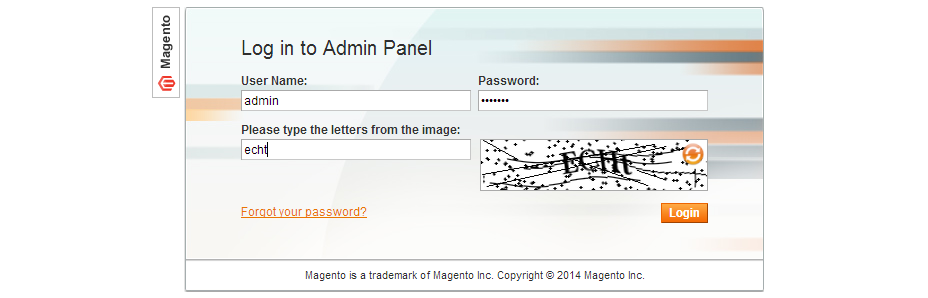 Magento
Log in to Admin Panel
User Name: Password:
admin •••••••
Please type the letters from the image:
echt
Forgot your password? Login
Magento is a trademark of Magento Inc. Copyright © 2014 Magento Inc.